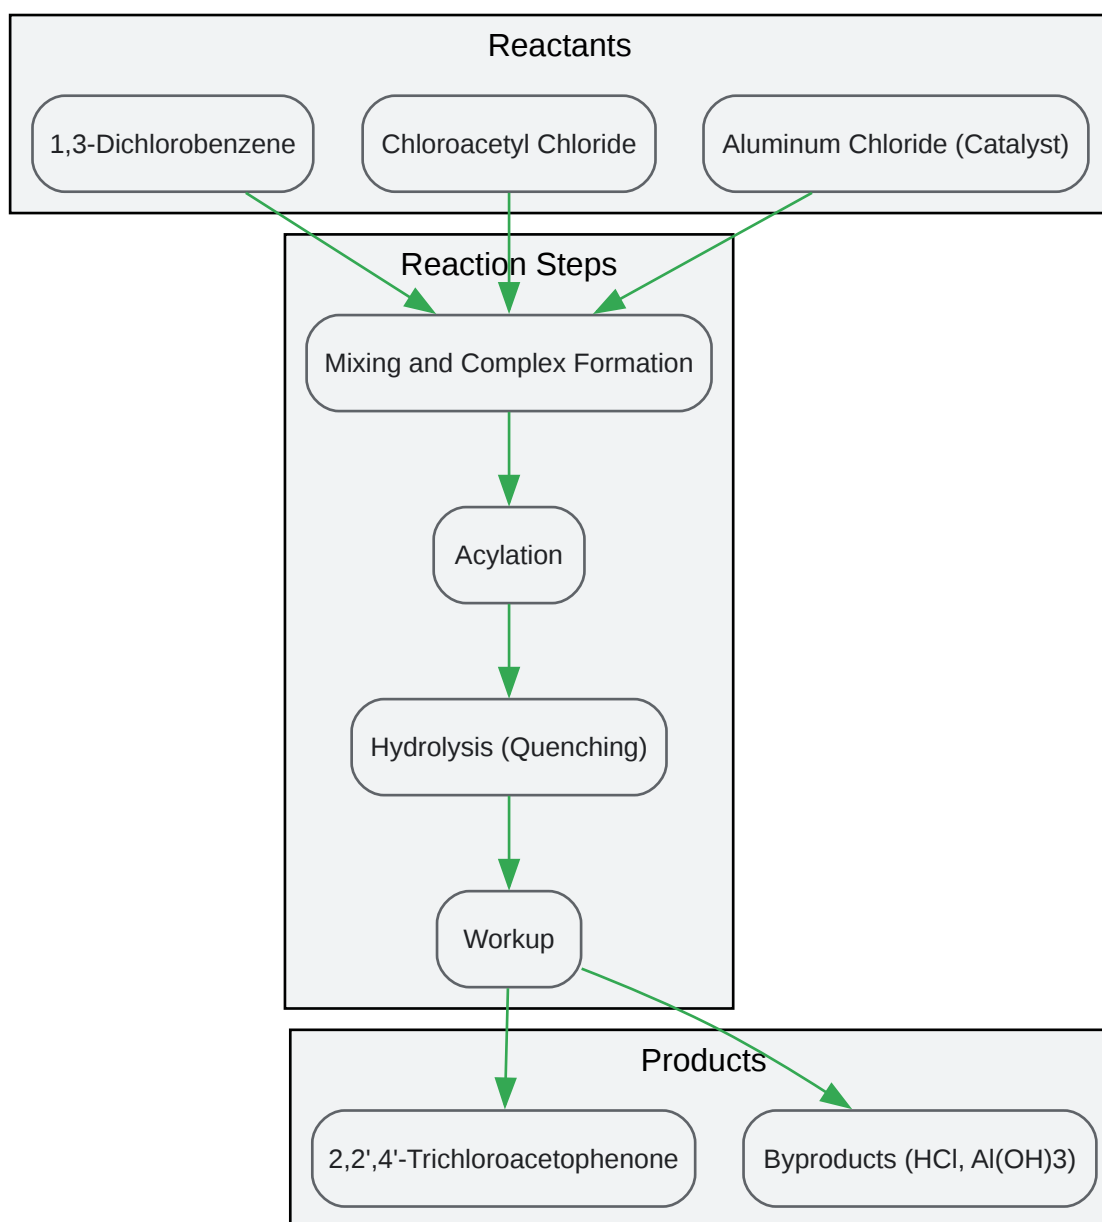 Reactants
1,3-Dichlorobenzene
Chloroacetyl Chloride
Aluminum Chloride (Catalyst)
Reaction Steps
Mixing and Complex Formation
Acylation
Hydrolysis (Quenching)
Workup
Products
2,2',4'-Trichloroacetophenone
Byproducts (HCl, Al(OH)3)